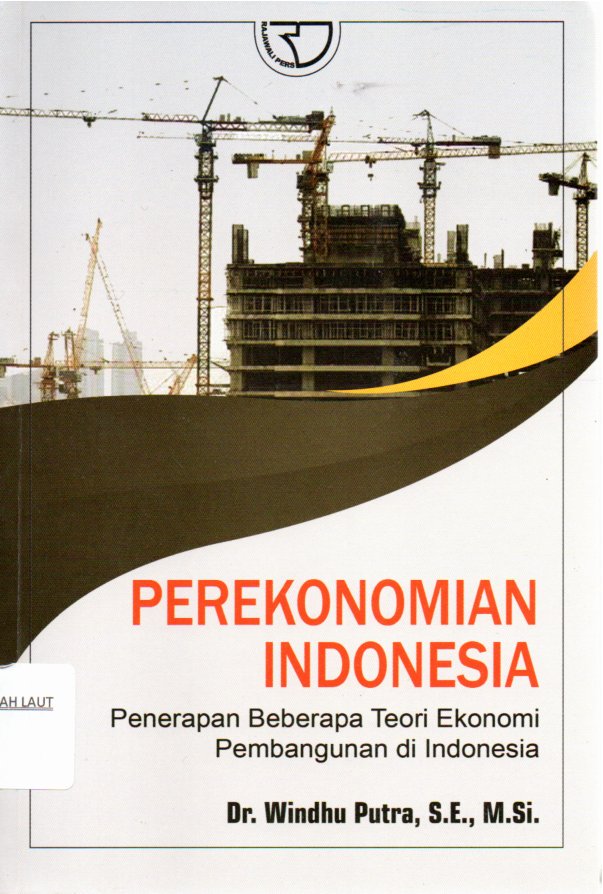 RAJAWALI PERS
PEREKONOMIAN
INDONESIA
AH LAUT
Penerapan Beberapa Teori Ekonomi
Pembangunan di Indonesia
Dr. Windhu Putra, S.E., M.Si.